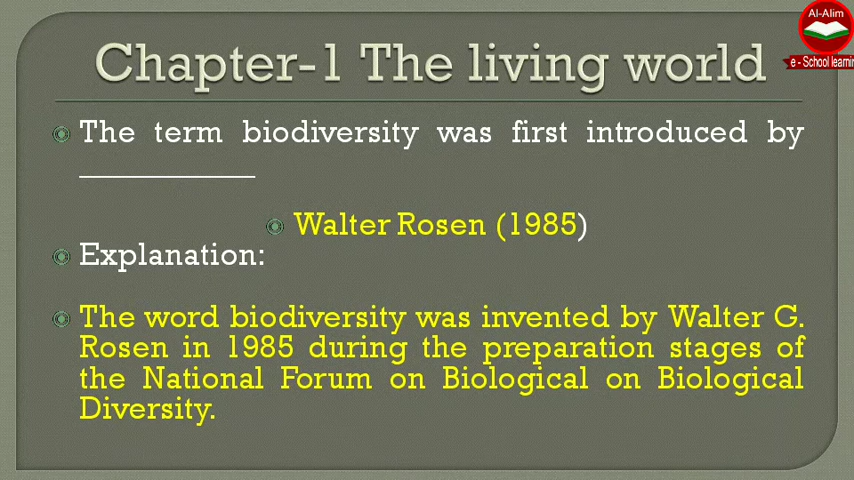 Al-Alim
e - School learnin
Chapter-1 The living world
The term biodiversity was first introduced by
___________
Walter Rosen (1985)
Explanation:
The word biodiversity was invented by Walter G.
Rosen in 1985 during the preparation stages of
the National Forum on Biological on Biological
Diversity.